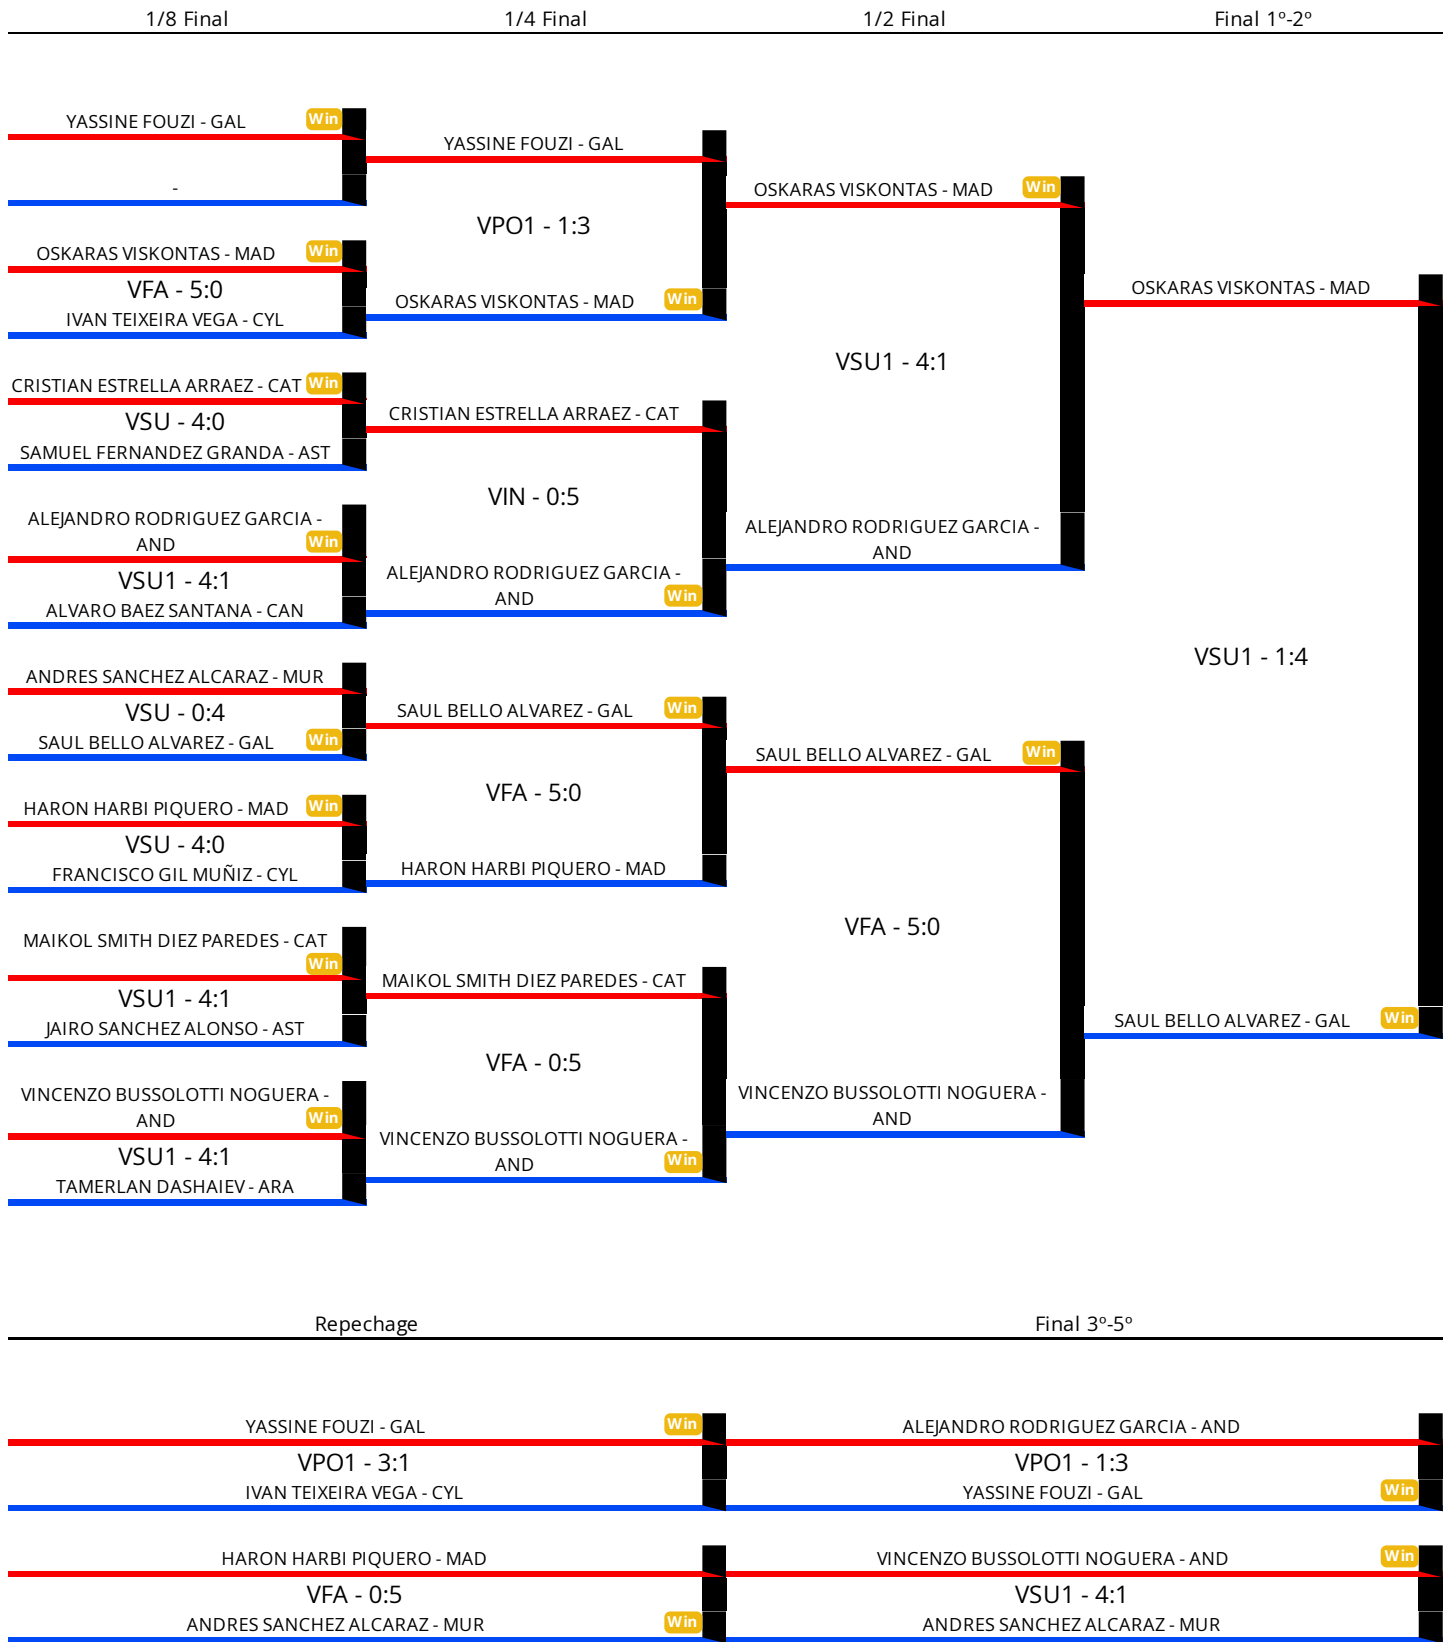 1/8 Final
1/4 Final
1/2 Final
Final 1º-2º
YASSINE FOUZI - GAL
Win
-
OSKARAS VISKONTAS - MAD
Win
VFA - 5:0
IVAN TEIXEIRA VEGA - CYL
CRISTIAN ESTRELLA ARRAEZ - CAT
Win
VSU - 4:0
SAMUEL FERNANDEZ GRANDA - AST
ALEJANDRO RODRIGUEZ GARCIA -
AND
Win
VSU1 - 4:1
ALVARO BAEZ SANTANA - CAN
ANDRES SANCHEZ ALCARAZ - MUR
VSU - 0:4
SAUL BELLO ALVAREZ - GAL
Win
HARON HARBI PIQUERO - MAD
Win
VSU - 4:0
FRANCISCO GIL MUÑIZ - CYL
MAIKOL SMITH DIEZ PAREDES - CAT
Win
VSU1 - 4:1
JAIRO SANCHEZ ALONSO - AST
VINCENZO BUSSOLOTTI NOGUERA -
AND
Win
VSU1 - 4:1
TAMERLAN DASHAIEV - ARA
YASSINE FOUZI - GAL
VPO1 - 1:3
OSKARAS VISKONTAS - MAD
Win
CRISTIAN ESTRELLA ARRAEZ - CAT
VIN - 0:5
ALEJANDRO RODRIGUEZ GARCIA -
AND
Win
SAUL BELLO ALVAREZ - GAL
Win
VFA - 5:0
HARON HARBI PIQUERO - MAD
MAIKOL SMITH DIEZ PAREDES - CAT
VFA - 0:5
VINCENZO BUSSOLOTTI NOGUERA -
AND
Win
OSKARAS VISKONTAS - MAD
Win
VSU1 - 4:1
ALEJANDRO RODRIGUEZ GARCIA -
AND
SAUL BELLO ALVAREZ - GAL
Win
VFA - 5:0
VINCENZO BUSSOLOTTI NOGUERA -
AND
OSKARAS VISKONTAS - MAD
VSU1 - 1:4
SAUL BELLO ALVAREZ - GAL
Win
Repechage
Final 3º-5º
YASSINE FOUZI - GAL
Win
VPO1 - 3:1
IVAN TEIXEIRA VEGA - CYL
HARON HARBI PIQUERO - MAD
VFA - 0:5
ANDRES SANCHEZ ALCARAZ - MUR
Win
ALEJANDRO RODRIGUEZ GARCIA - AND
VPO1 - 1:3
YASSINE FOUZI - GAL
Win
VINCENZO BUSSOLOTTI NOGUERA - AND
Win
VSU1 - 4:1
ANDRES SANCHEZ ALCARAZ - MUR